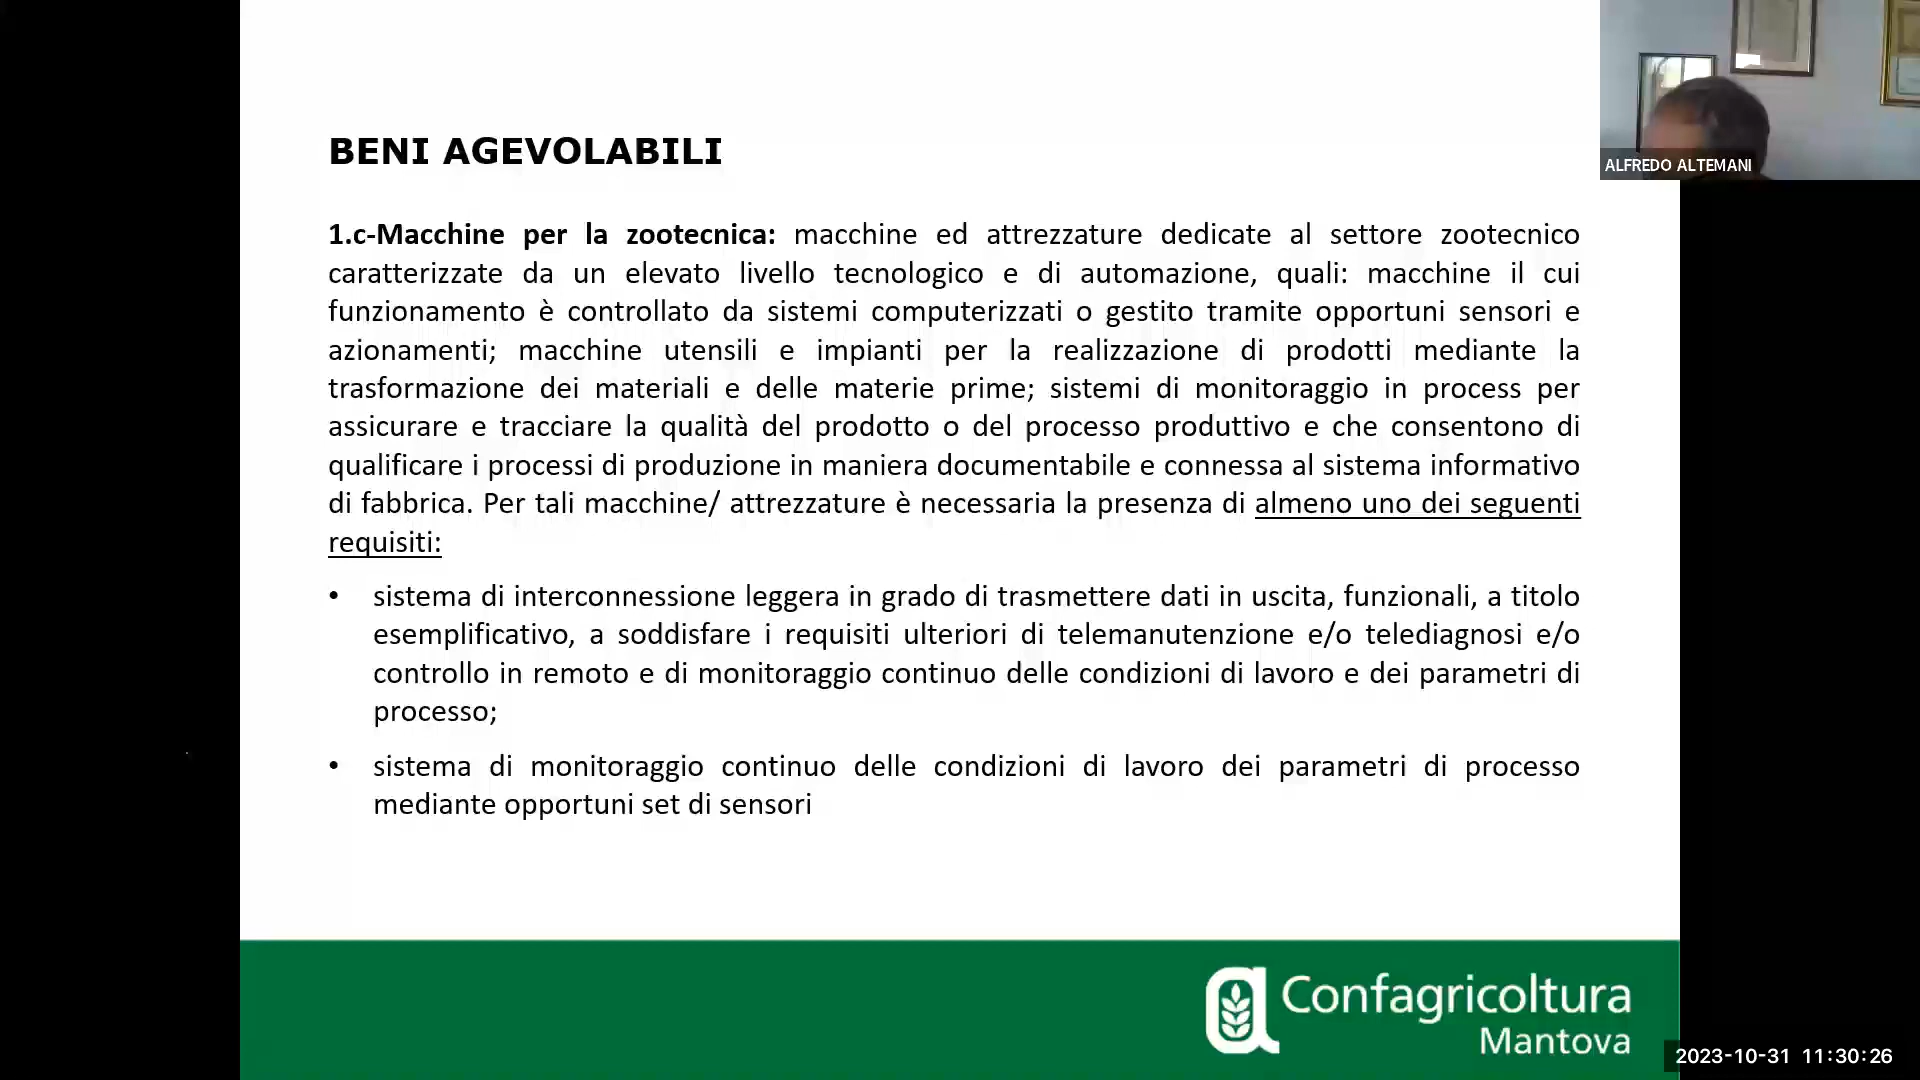 BENI AGEVOLABILI
1.c-Macchine per la zootecnica: macchine ed attrezzature dedicate al settore zootecnico
caratterizzate da un elevato livello tecnologico e di automazione, quali: macchine il cui
funzionamento è controllato da sistemi computerizzati o gestito tramite opportuni sensori e
azionamenti; macchine utensili e impianti per la realizzazione di prodotti mediante la
trasformazione dei materiali e delle materie prime; sistemi di monitoraggio in process per
assicurare e tracciare la qualità del prodotto o del processo produttivo e che consentono di
qualificare i processi di produzione in maniera documentabile e connessa al sistema informativo
di fabbrica. Per tali macchine/ attrezzature è necessaria la presenza di almeno uno dei seguenti
requisiti:
• sistema di interconnessione leggera in grado di trasmettere dati in uscita, funzionali, a titolo
esemplificativo, a soddisfare i requisiti ulteriori di telemanutenzione e/o telediagnosi e/o
controllo in remoto e di monitoraggio continuo delle condizioni di lavoro e dei parametri di
processo;
• sistema di monitoraggio continuo delle condizioni di lavoro dei parametri di processo
mediante opportuni set di sensori
Confagricoltura
Mantova
ALFREDO ALTEMANI
2023-10-31 11:30:26